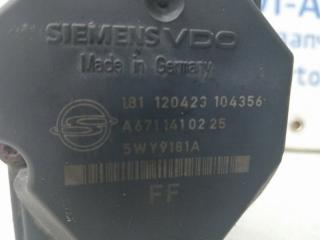 SIEMENS VDO
Made in Germany
181 120423 104356
A 671 141 02 25
5WY9181A
FF